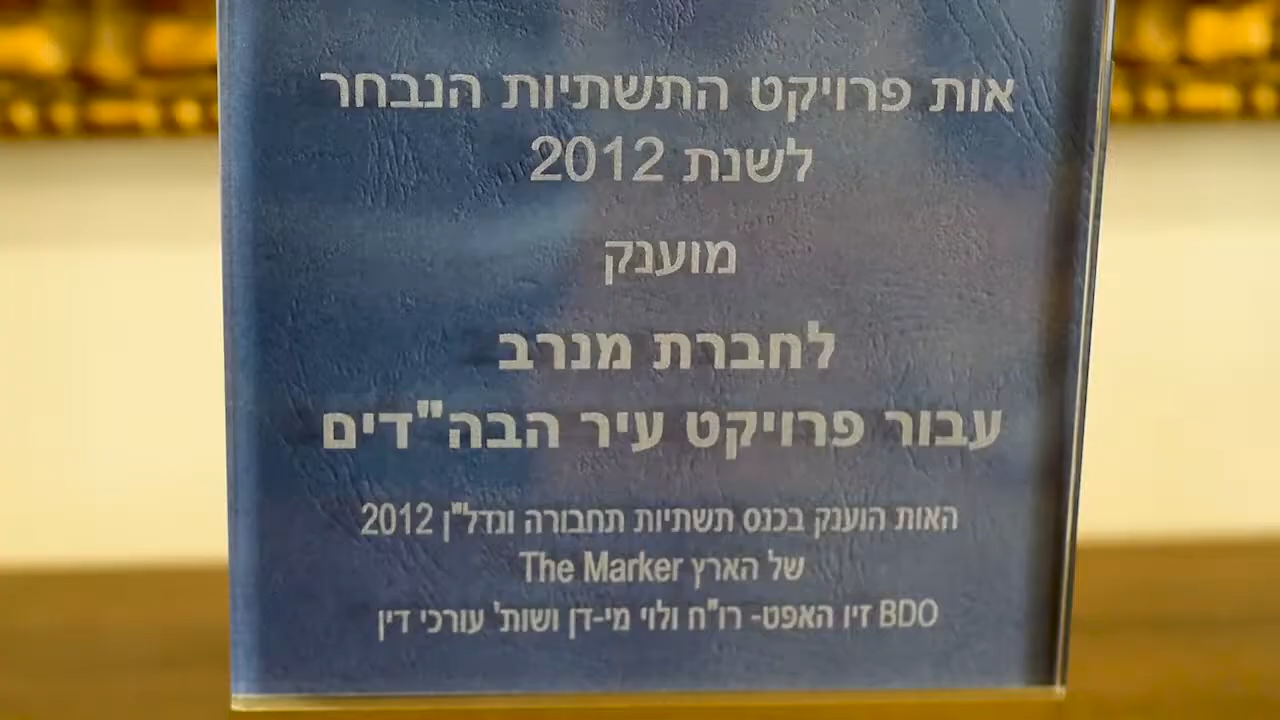 אות פרויקט התשתיות הנבחר
לשנת 2012
מוענק
לחברת מנרב
עבור פרויקט עיר הבה"דים
האות הוענק בכנס תשתיות תחבורה ונדל"ן 2012
של הארץ The Marker
BDO זיו האפט- רו"ח ולוי מי-דן ושות' עורכי דין